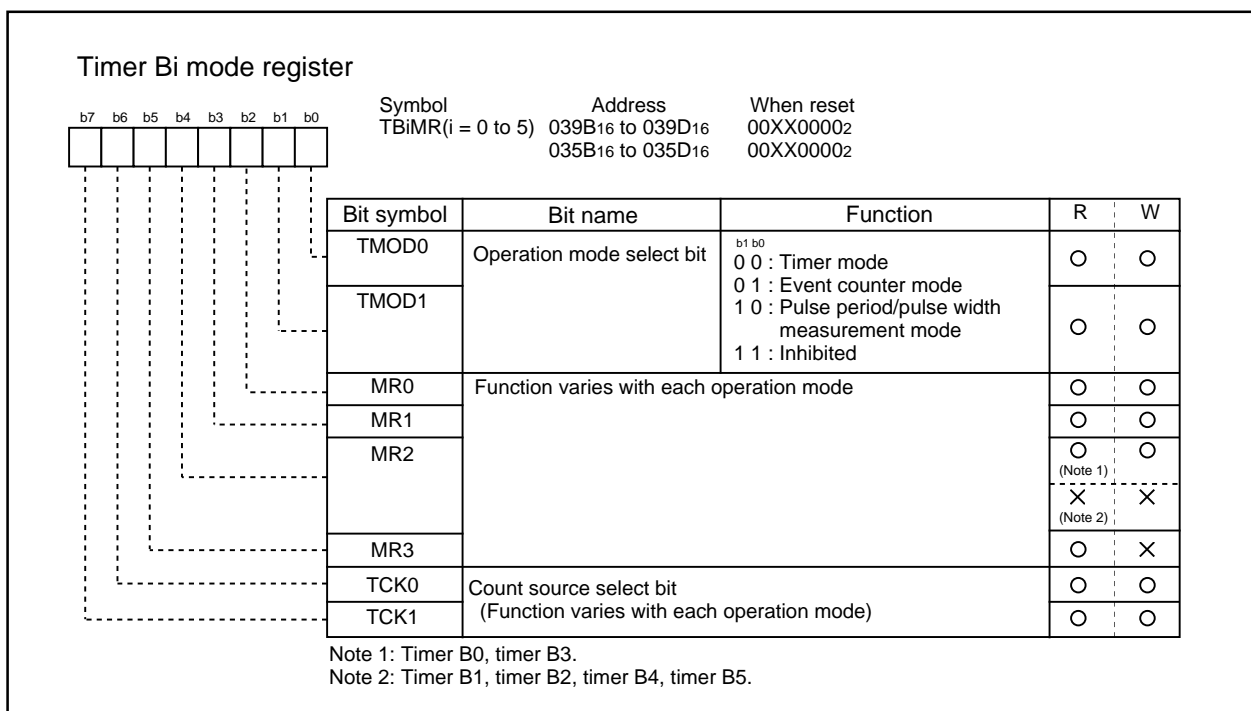 Timer Bi mode register
Symbol Address When reset
b7 b6 b5 b4 b3 b2 b1 b0
TBiMR(i = 0 to 5) 039B16 to 039D16 00XX00002
035B16 to 035D16 00XX00002
Bit symbol Bit name Function R W
TMOD0 Operation mode select bit
b1 b0
0 0 : Timer mode
0 1 : Event counter mode
TMOD1
1 0 : Pulse period/pulse width
measurement mode
1 1 : Inhibited
MR0 Function varies with each operation mode
MR1
MR2
(Note 1)
(Note 2)
MR3
TCK0 Count source select bit
TCK1 (Function varies with each operation mode)
Note 1: Timer B0, timer B3.
Note 2: Timer B1, timer B2, timer B4, timer B5.